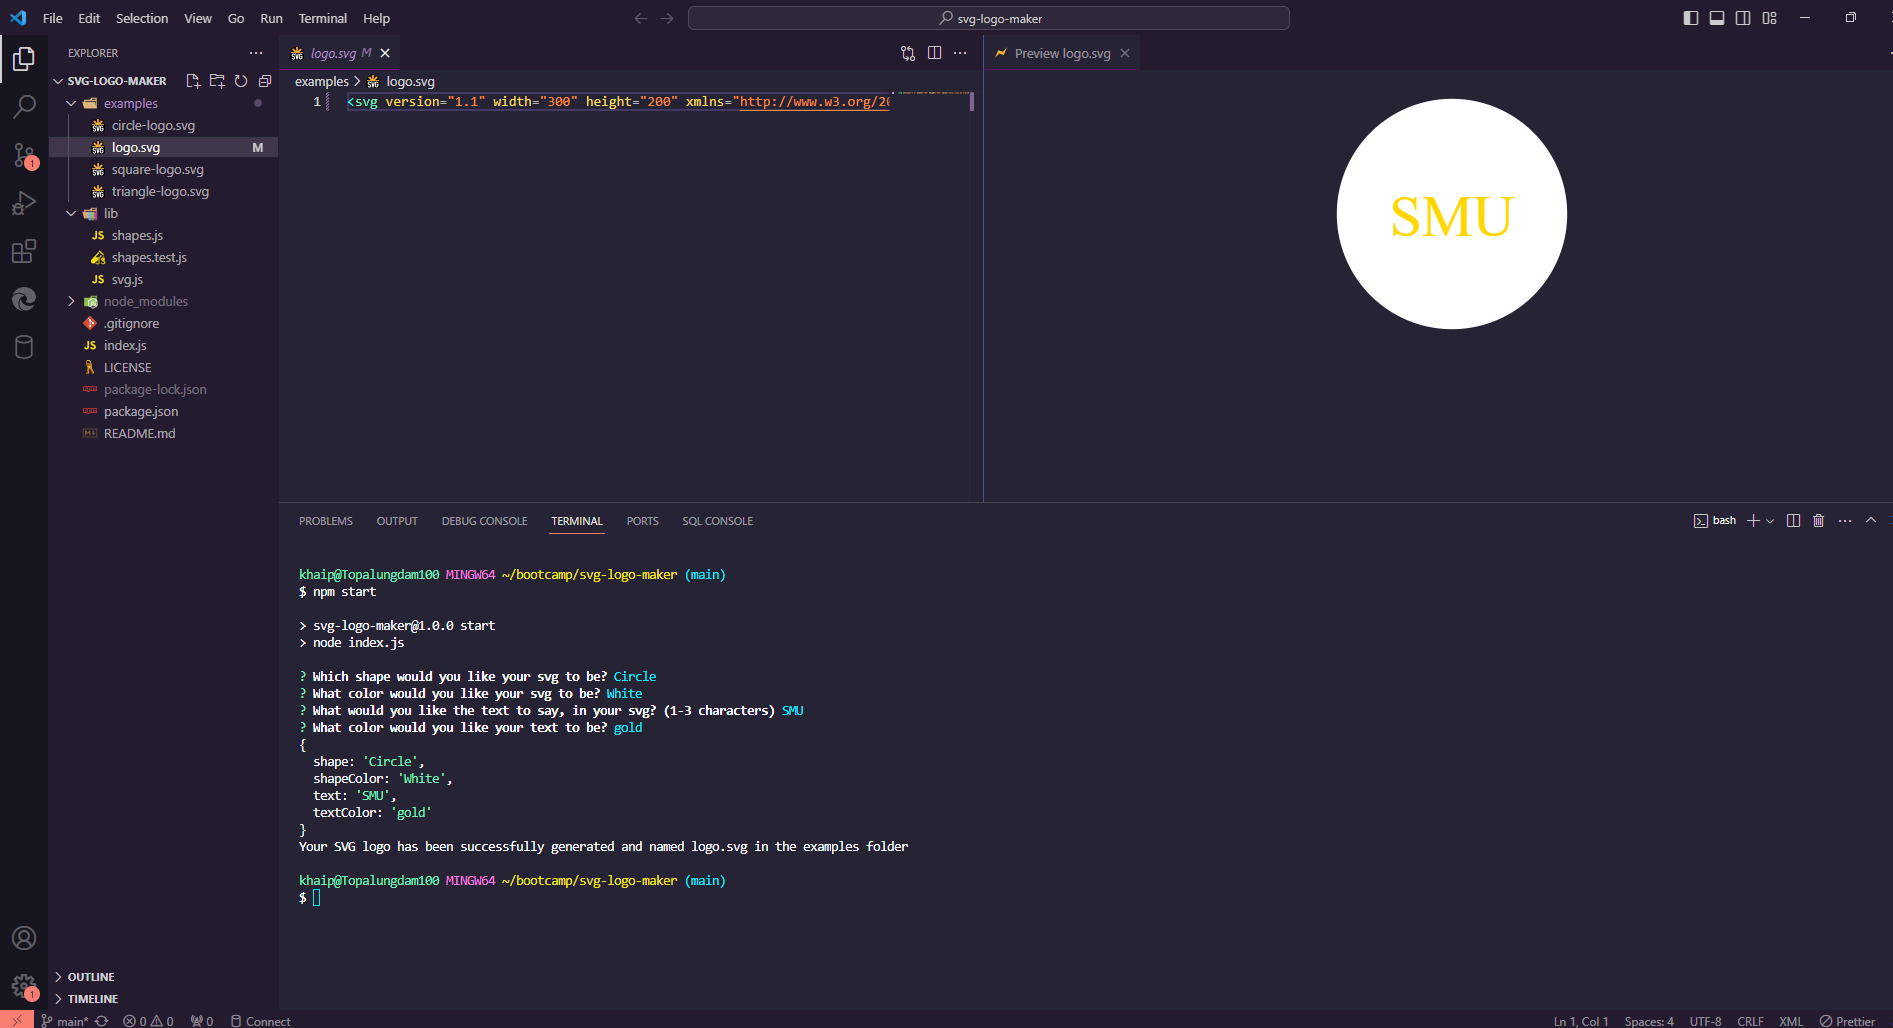 File Edit Selection View Go Run Terminal Help
svg-logo-maker
EXPLORER
SVG-LOGO-MAKER
examples
circle-logo.svg
logo.svg M
square-logo.svg
triangle-logo.svg
lib
JS shapes.js
shapes.test.js
JS svg.js
node_modules
.gitignore
JS index.js
LICENSE
package-lock.json
package.json
README.md
OUTLINE
TIMELINE
logo.svg M
examples > logo.svg
1 <svg version="1.1" width="300" height="200" xmlns="http://www.w3.org/20
Preview logo.svg
SMU
PROBLEMS OUTPUT DEBUG CONSOLE TERMINAL PORTS SQL CONSOLE
bash
khaip@Topalungdam100 MINGW64 ~/bootcamp/svg-logo-maker (main)
$ npm start
> svg-logo-maker@1.0.0 start
> node index.js
? Which shape would you like your svg to be? Circle
? What color would you like your svg to be? White
? What would you like the text to say, in your svg? (1-3 characters) SMU
? What color would you like your text to be? gold
{
shape: 'Circle',
shapeColor: 'White',
text: 'SMU',
textColor: 'gold'
}
Your SVG logo has been successfully generated and named logo.svg in the examples folder
khaip@Topalungdam100 MINGW64 ~/bootcamp/svg-logo-maker (main)
$
1
1
main* 0 0 0 Connect
Ln 1, Col 1 Spaces: 4 UTF-8 CRLF XML Prettier